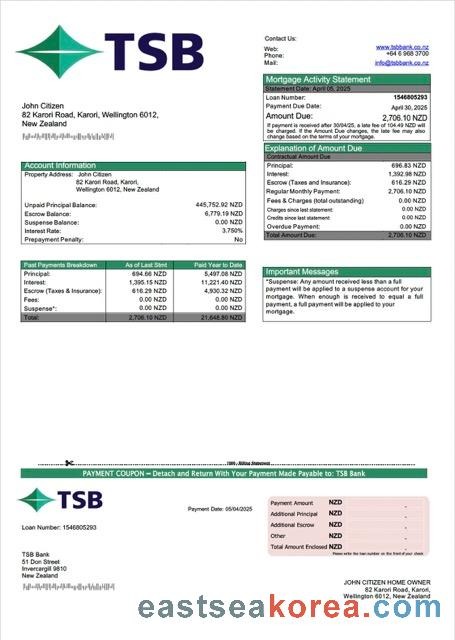 TSB
Contact Us:
Web: www.tsbbank.co.nz
Phone: +64 6 968 3700
Mail: info@tsbbank.co.nz
Mortgage Activity Statement
Statement Date: April 05, 2025
Loan Number: 1546805293
Payment Due Date: April 30, 2025
Amount Due: 2,706.10 NZD
If payment is received after 30/04/25, a late fee of 104.49 NZD will
be charged. If the Amount Due changes, the late fee may also
change based on the terms of your mortgage.
John Citizen
82 Karori Road, Karori, Wellington 6012,
New Zealand
Explanation of Amount Due
Contractual Amount Due
Principal: 696.83 NZD
Interest: 1,392.98 NZD
Escrow (Taxes and Insurance): 616.29 NZD
Regular Monthly Payment: 2,706.10 NZD
Fees & Charges (total outstanding) 0.00 NZD
Charges since last statement: 0.00 NZD
Credits since last statement: 0.00 NZD
Overdue Payment: 0.00 NZD
Total Amount Due: 2,706.10 NZD
Account Information
Property Address: John Citizen
82 Karori Road, Karori,
Wellington 6012, New Zealand
Unpaid Principal Balance: 445,752.92 NZD
Escrow Balance: 6,779.19 NZD
Suspense Balance: 0.00 NZD
Interest Rate: 3.750%
Prepayment Penalty: No
Past Payments Breakdown As of Last Stmt Paid Year to Date
Principal: 694.66 NZD 5,497.08 NZD
Interest: 1,395.15 NZD 11,221.40 NZD
Escrow (Taxes & Insurance): 616.29 NZD 4,930.32 NZD
Fees: 0.00 NZD 0.00 NZD
Suspense*: 0.00 NZD 0.00 NZD
Total: 2,706.10 NZD 21,648.80 NZD
Important Messages
*Suspense: Any amount received less than a full
payment will be applied to a suspense account for your
mortgage. When enough is received to equal a full
payment, a full payment will be applied to your
mortgage.
PAYMENT COUPON – Detach and Return With Your Payment Made Payable to: TSB Bank
TSB
Payment Date: 05/04/2025
Loan Number: 1546805293
Payment Amount NZD -
Additional Principal NZD -
Additional Escrow NZD -
Other NZD -
Total Amount Enclosed NZD -
Please write the loan number on the front of your check
TSB Bank
51 Don Street
Invercargill 9810
New Zealand
JOHN CITIZEN HOME OWNER
82 Karori Road, Karori,
Wellington 6012, New Zealand
eastseakorea.com